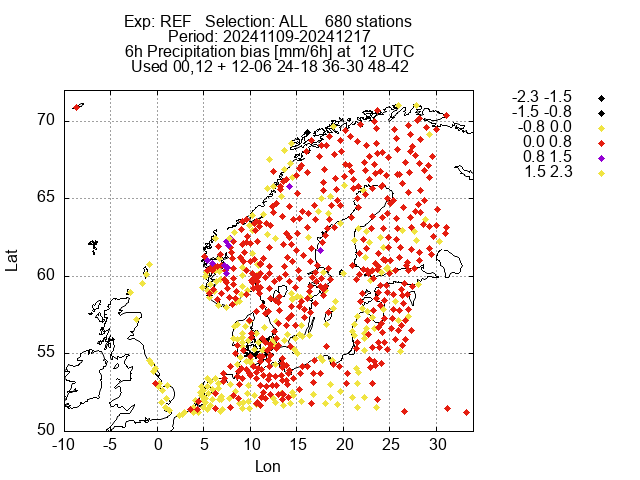 Exp: REF   Selection: ALL    680 stations
Period: 20241109-20241217
6h Precipitation bias [mm/6h] at  12 UTC
Used 00,12 + 12-06 24-18 36-30 48-42
-2.3 -1.5
-1.5 -0.8
-0.8 0.0
0.0 0.8
0.8 1.5
1.5 2.3
70
65
60
55
50
Lat
-10 -5 0 5 10 15 20 25 30
Lon